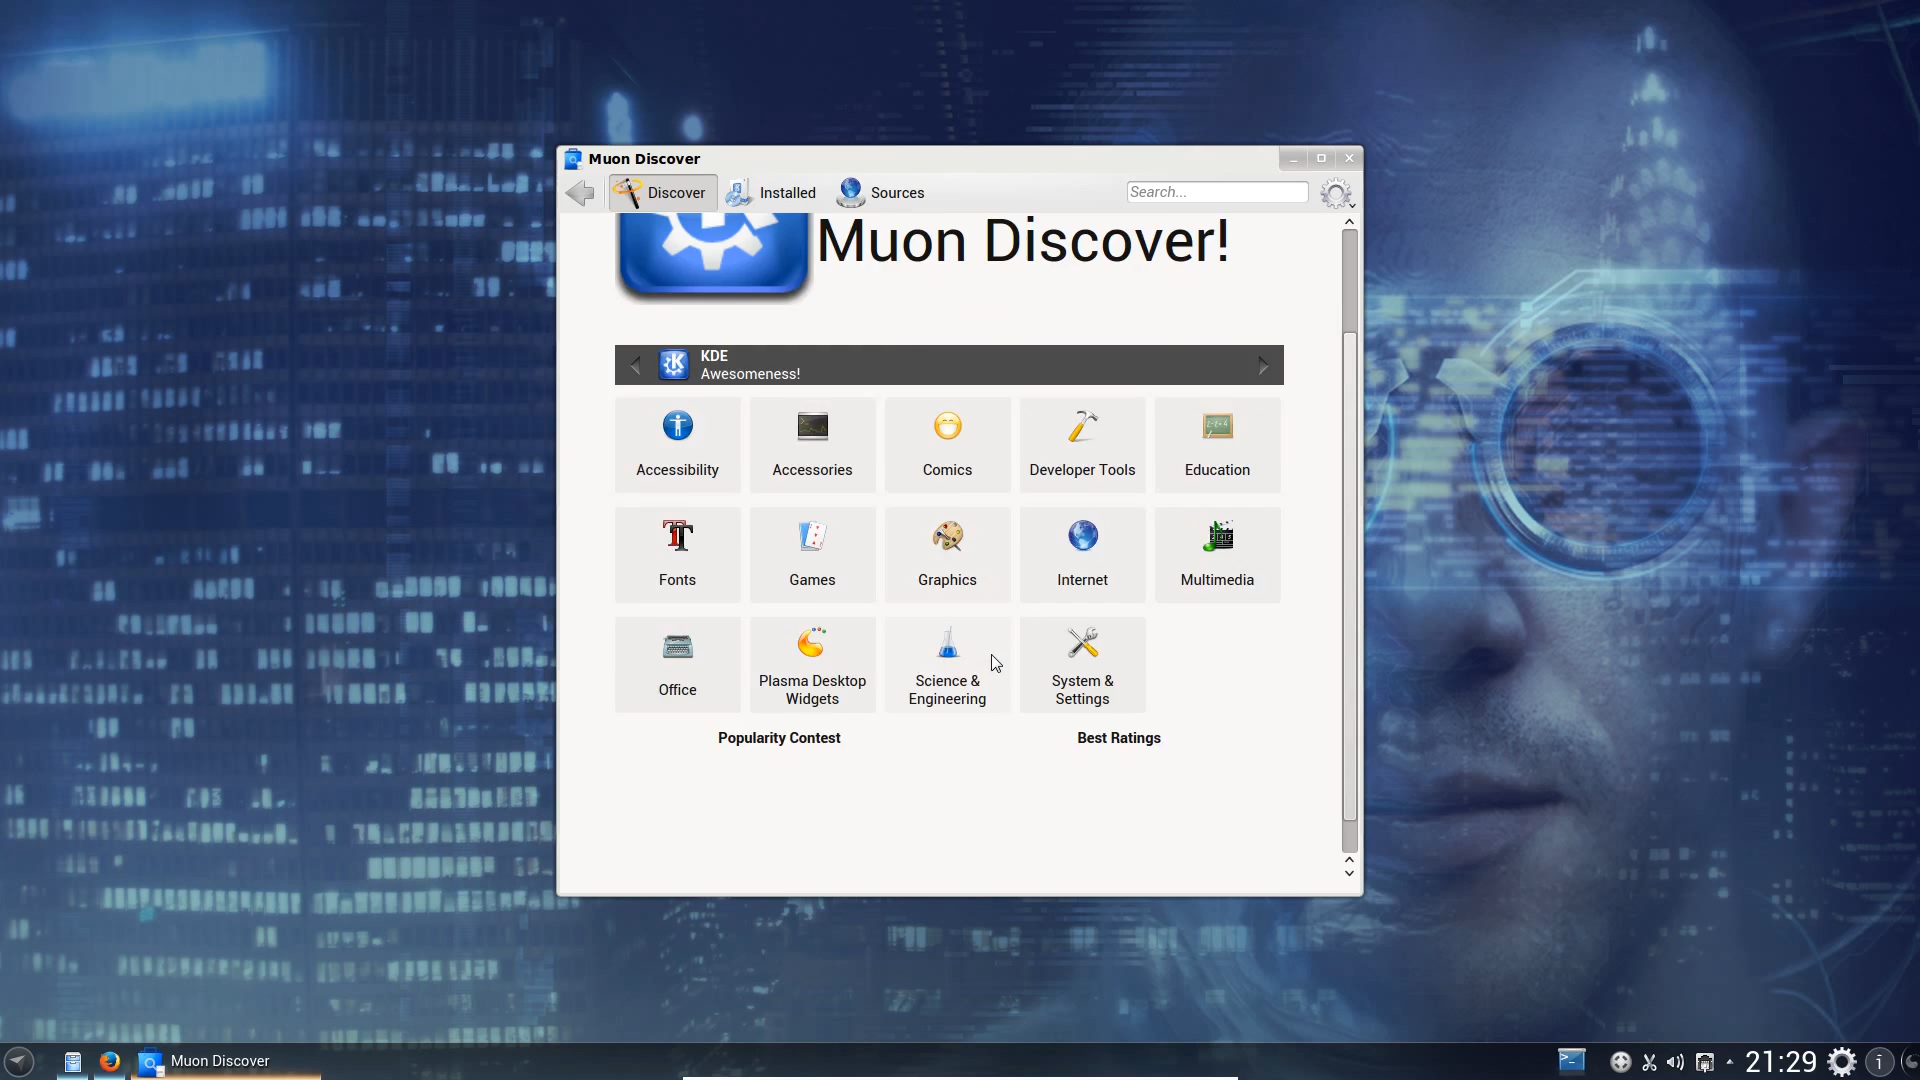 Muon Discover
Discover
Installed
Sources
Search...
Muon Discover!
KDE
Awesomeness!
Accessibility
Accessories
Comics
Developer Tools
Education
Fonts
Games
Graphics
Internet
Multimedia
Office
Plasma Desktop
Widgets
Science &
Engineering
System &
Settings
Popularity Contest
Best Ratings
Muon Discover
21:29